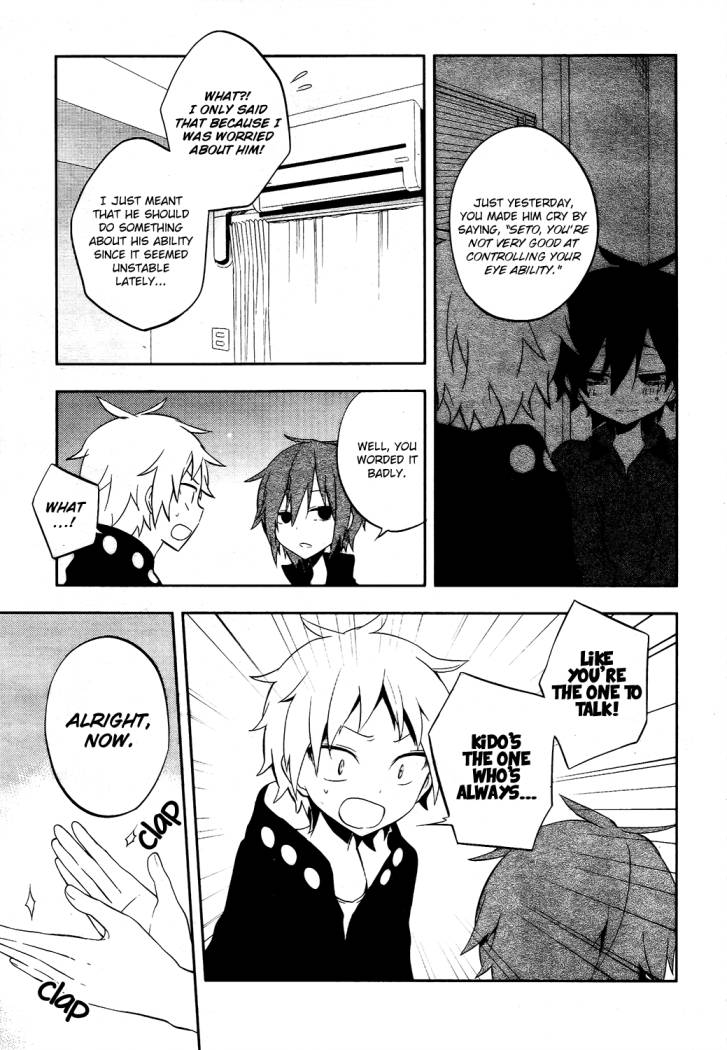 JUST YESTERDAY,
YOU MADE HIM CRY BY
SAYING, "SETO, YOU'RE
NOT VERY GOOD AT
CONTROLLING YOUR
EYE ABILITY."
WHAT?!
I ONLY SAID
THAT BECAUSE I
WAS WORRIED
ABOUT HIM!
I JUST MEANT
THAT HE SHOULD
DO SOMETHING
ABOUT HIS ABILITY
SINCE IT SEEMED
UNSTABLE
LATELY...
WELL, YOU
WORDED IT
BADLY.
WHAT
...!
LIKE
YOU'RE
THE ONE TO
TALK!
KIDO'S
THE ONE
WHO'S
ALWAYS...
ALRIGHT,
NOW.
CLAP
CLAP